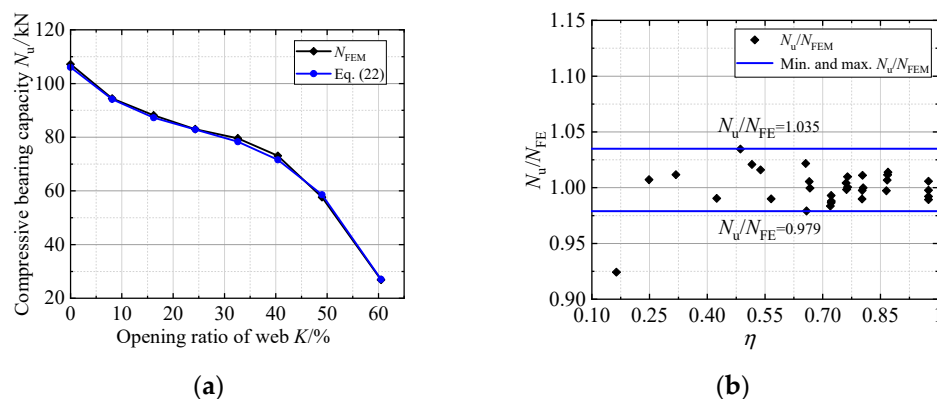 120
100
80
60
40
20
0 10 20 30 40 50 60
Compressive bearing capacity Nu/kN
Opening ratio of web K/%
NFEM
Eq. (22)
(a)
1.15
1.10
1.05
1.00
0.95
0.90
0.10 0.25 0.40 0.55 0.70 0.85 1
Nu/NFE
η
Nu/NFEM
Min. and max. Nu/NFEM
Nu/NFE=1.035
Nu/NFE=0.979
(b)